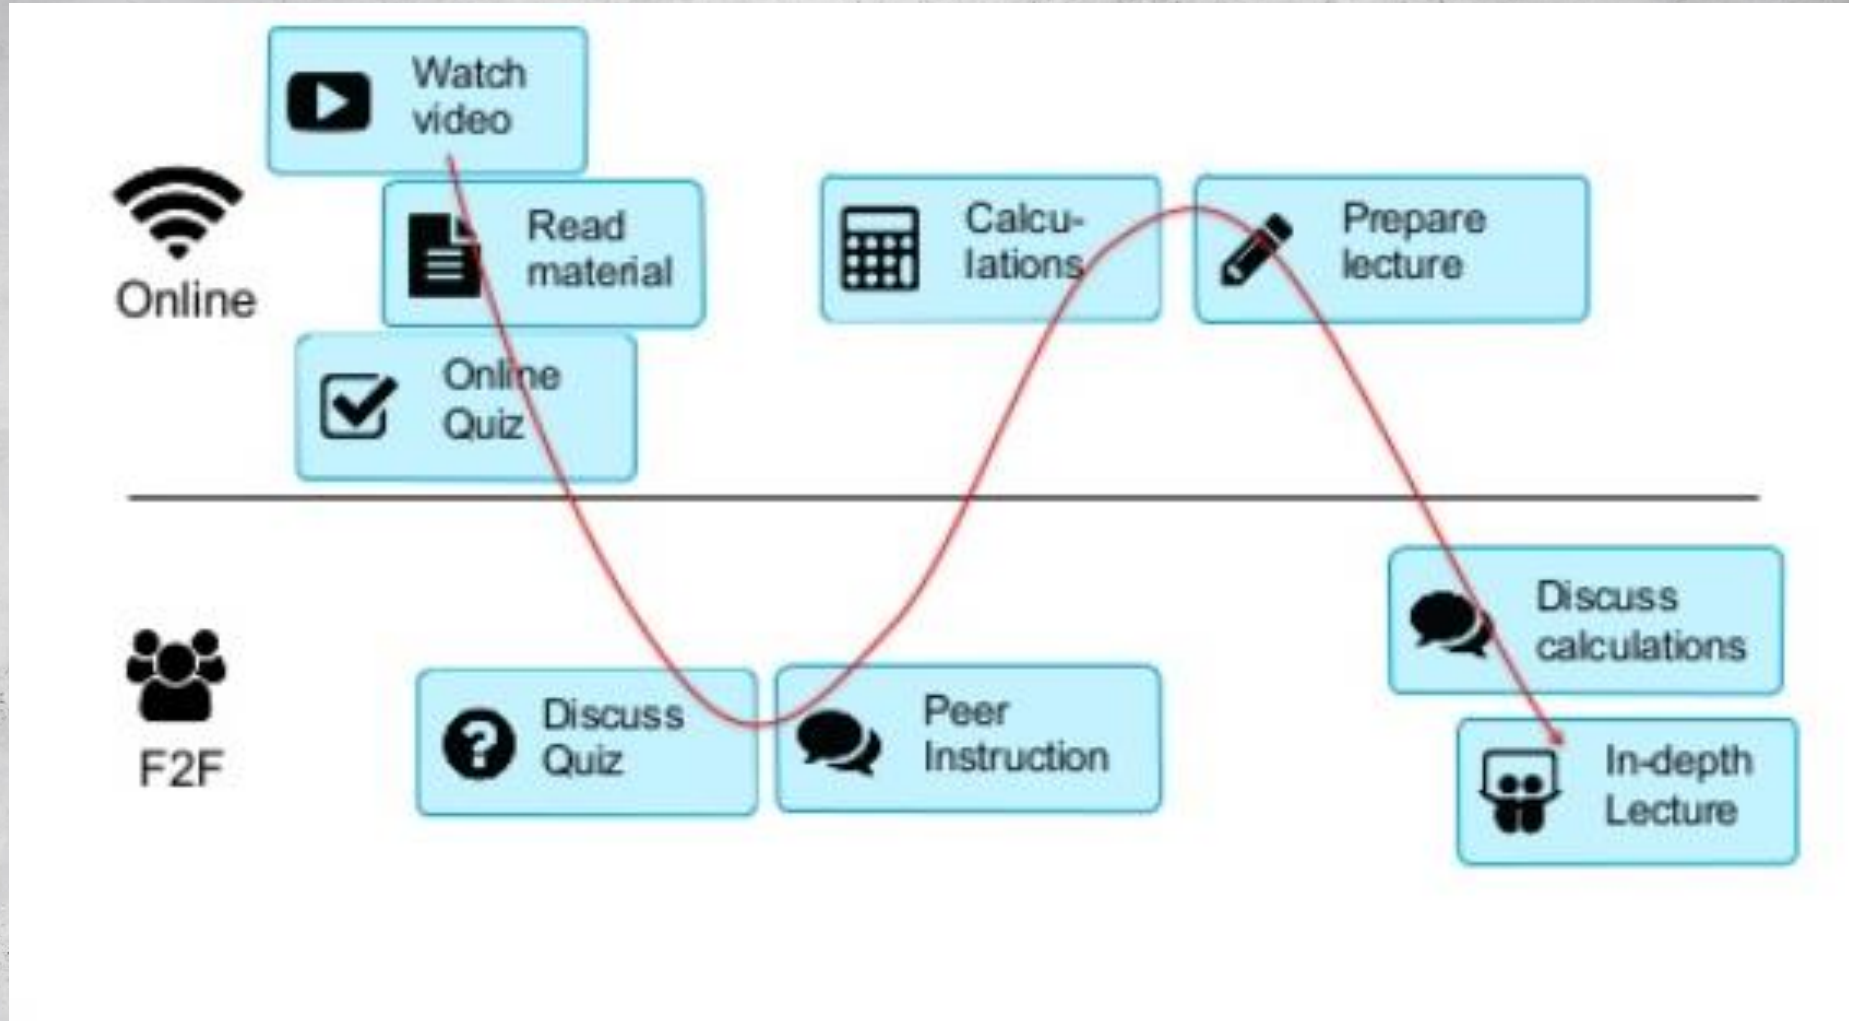 Watch
video
Read
material
Online
Quiz
Online
Calcu-
lations
Prepare
lecture
F2F
Discuss
Quiz
Peer
Instruction
Discuss
calculations
In-depth
Lecture